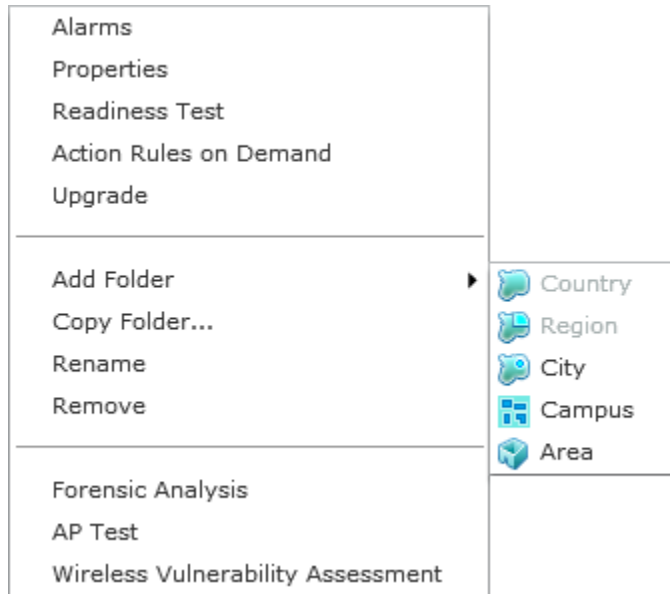 Alarms
Properties
Readiness Test
Action Rules on Demand
Upgrade
Add Folder
Copy Folder...
Rename
Remove
Forensic Analysis
AP Test
Wireless Vulnerability Assessment
Country
Region
City
Campus
Area